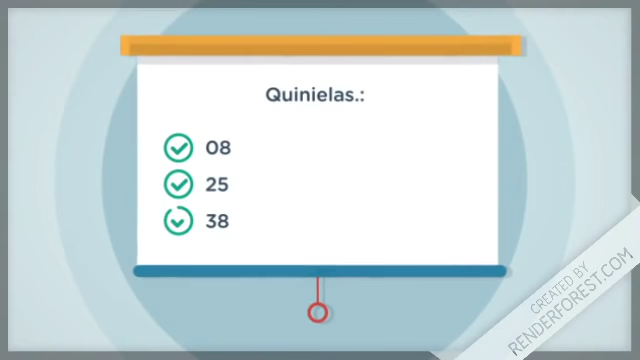 Quinielas.:
08
25
38
CREATED BY
RENDERFOREST.COM